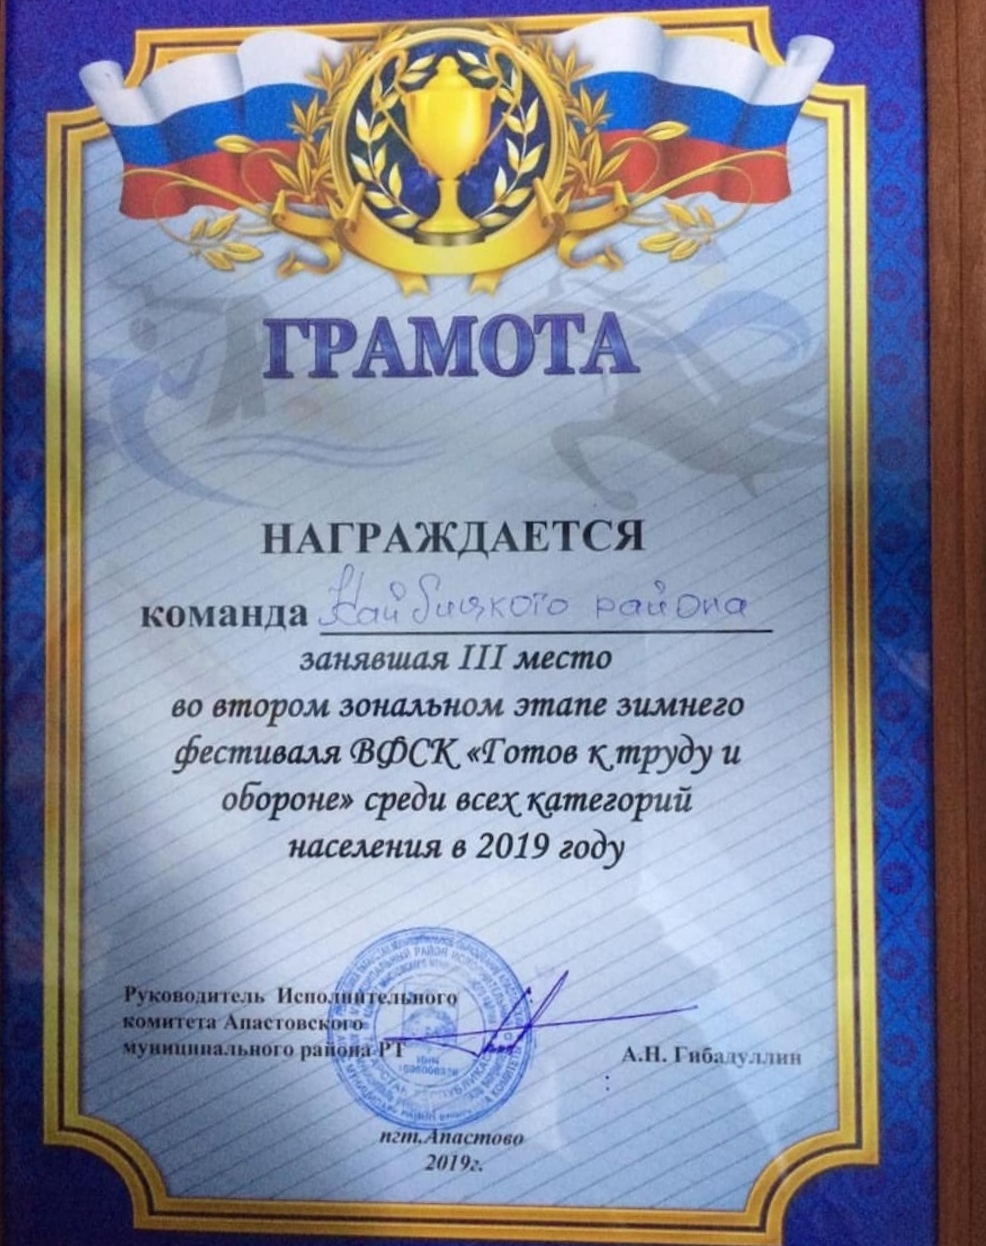 ГРАМОТА
НАГРАЖДАЕТСЯ
команда Кайбицкого района
занявшая III место
во втором зональном этапе зимнего
фестиваля ВФСК «Готов к труду и
обороне» среди всех категорий
населения в 2019 году
Руководитель Исполнительного
комитета Апастовского
муниципального района РТ
А.Н. Гибадуллин
пгт.Апастово
2019г.